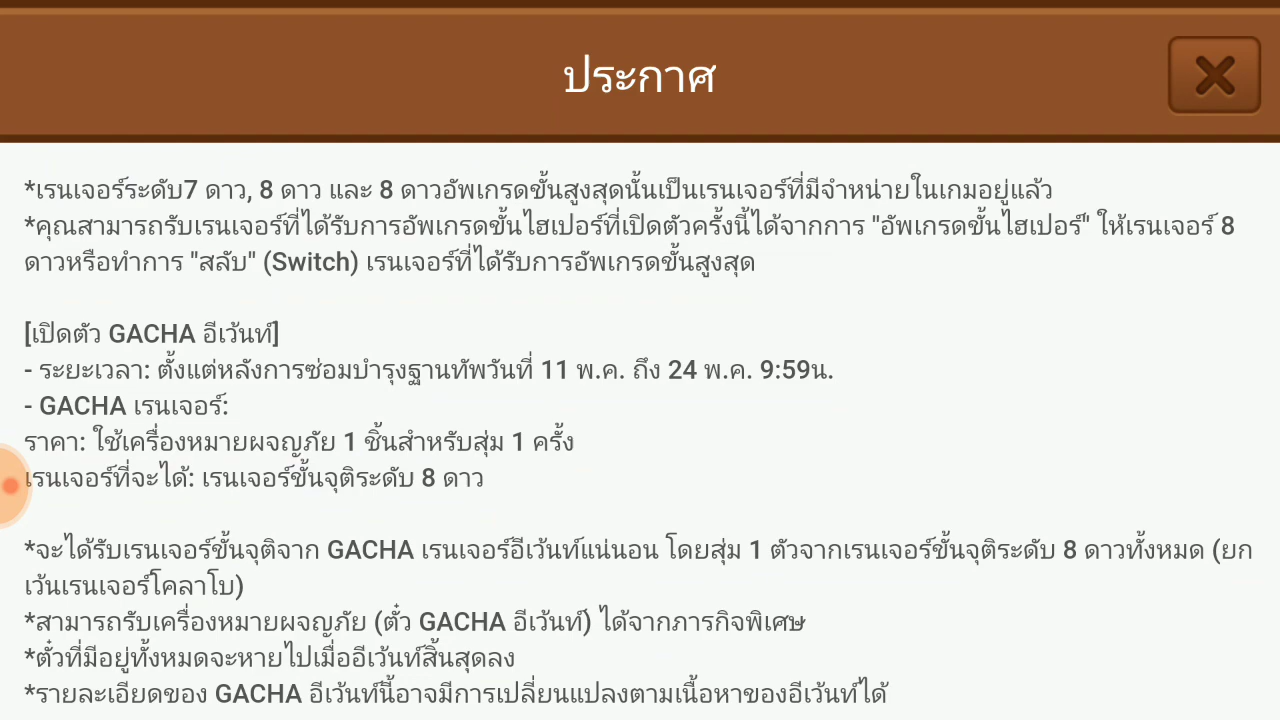 ประกาศ
*เรนเจอร์ระดับ7 ดาว, 8 ดาว และ 8 ดาวอัพเกรดขั้นสูงสุดนั้นเป็นเรนเจอร์ที่มีจำหน่ายในเกมอยู่แล้ว
*คุณสามารถรับเรนเจอร์ที่ได้รับการอัพเกรดขั้นไฮเปอร์ที่เปิดตัวครั้งนี้ได้จากการ "อัพเกรดขั้นไฮเปอร์" ให้เรนเจอร์ 8
ดาวหรือทำการ "สลับ" (Switch) เรนเจอร์ที่ได้รับการอัพเกรดขั้นสูงสุด
[เปิดตัว GACHA อีเว้นท์]
- ระยะเวลา: ตั้งแต่หลังการซ่อมบำรุงฐานทัพวันที่ 11 พ.ค. ถึง 24 พ.ค. 9:59น.
- GACHA เรนเจอร์:
ราคา: ใช้เครื่องหมายผจญภัย 1 ชิ้นสำหรับสุ่ม 1 ครั้ง
เรนเจอร์ที่จะได้: เรนเจอร์ขั้นจุติระดับ 8 ดาว
*จะได้รับเรนเจอร์ขั้นจุติจาก GACHA เรนเจอร์อีเว้นท์แน่นอน โดยสุ่ม 1 ตัวจากเรนเจอร์ขั้นจุติระดับ 8 ดาวทั้งหมด (ยก
เว้นเรนเจอร์โคลาโบ)
*สามารถรับเครื่องหมายผจญภัย (ตั๋ว GACHA อีเว้นท์) ได้จากภารกิจพิเศษ
*ตั๋วที่มีอยู่ทั้งหมดจะหายไปเมื่ออีเว้นท์สิ้นสุดลง
*รายละเอียดของ GACHA อีเว้นท์นี้อาจมีการเปลี่ยนแปลงตามเนื้อหาของอีเว้นท์ได้